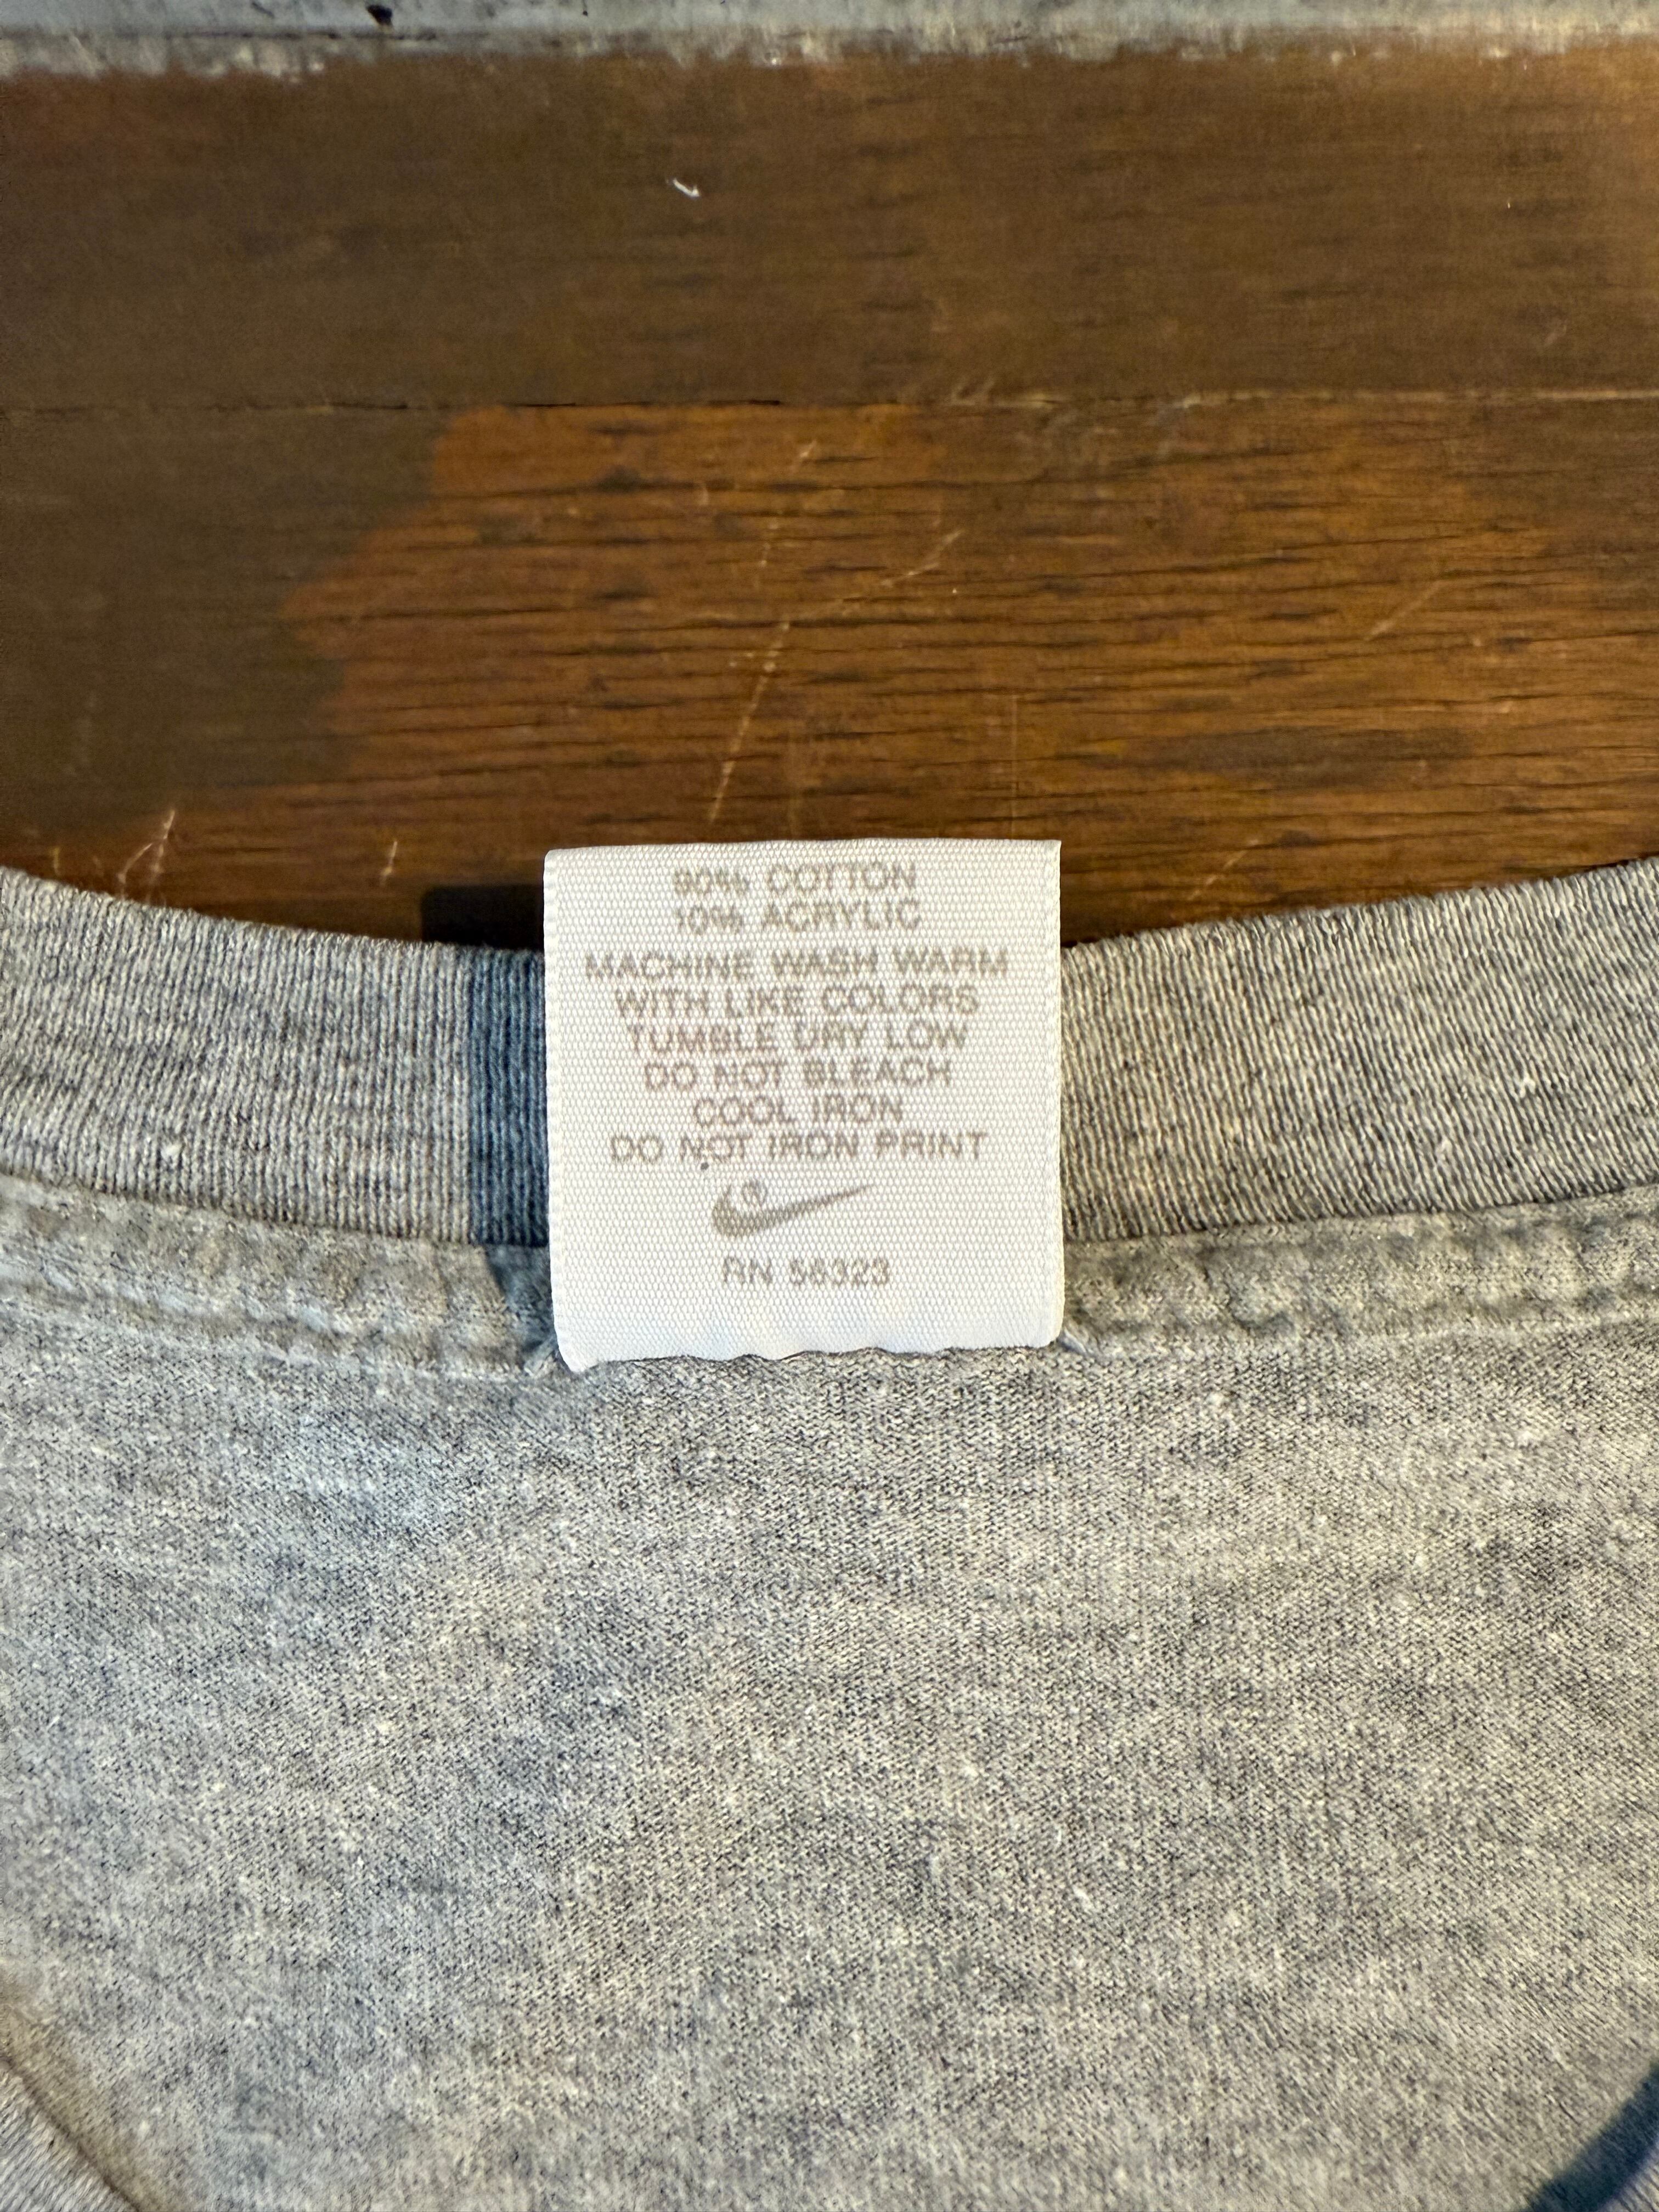 90% COTTON
10% ACRYLIC
MACHINE WASH WARM
WITH LIKE COLORS
TUMBLE DRY LOW
DO NOT BLEACH
COOL IRON
DO NOT IRON PRINT
®
RN 56323